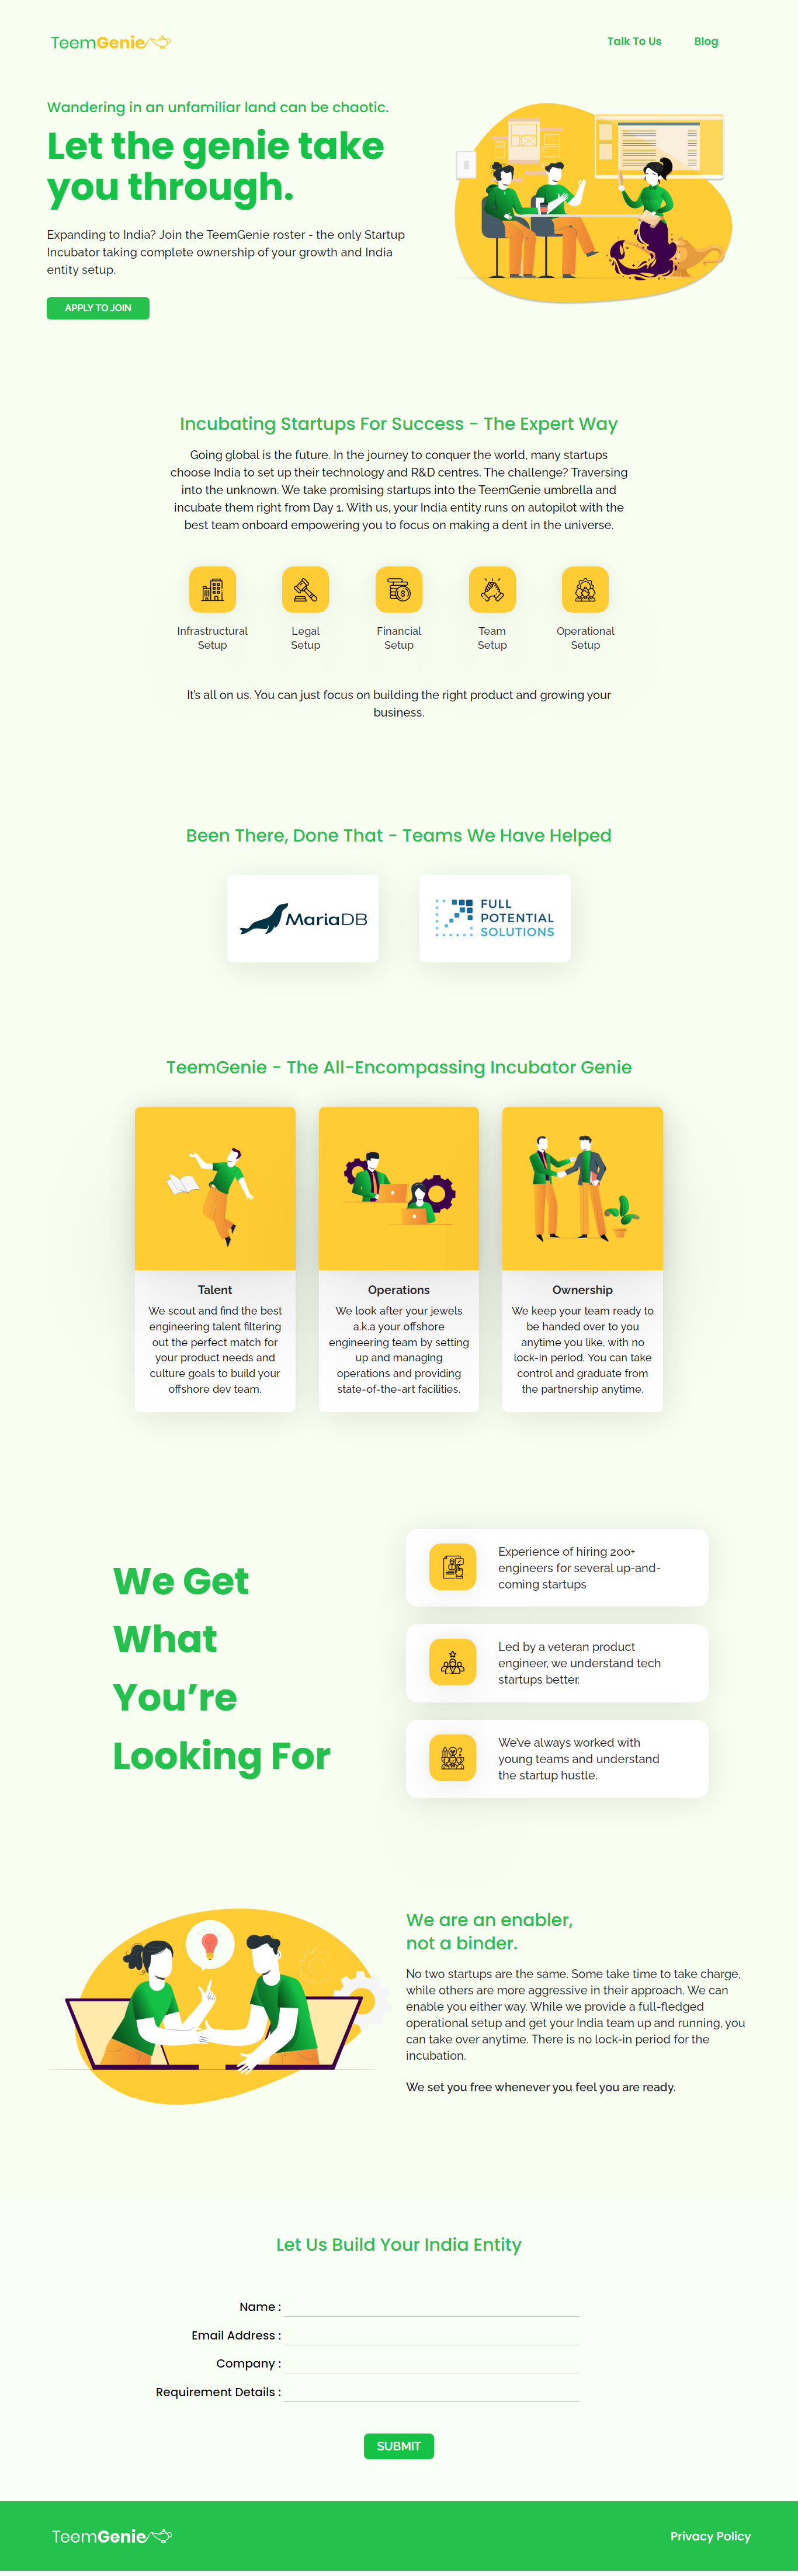 TeemGenie
Talk To Us
Blog
Wandering in an unfamiliar land can be chaotic.
Let the genie take
you through.
Expanding to India? Join the TeemGenie roster - the only Startup
Incubator taking complete ownership of your growth and India
entity setup.
APPLY TO JOIN
Incubating Startups For Success - The Expert Way
Going global is the future. In the journey to conquer the world, many startups
choose India to set up their technology and R&D centres. The challenge? Traversing
into the unknown. We take promising startups into the TeemGenie umbrella and
incubate them right from Day 1. With us, your India entity runs on autopilot with the
best team onboard empowering you to focus on making a dent in the universe.
Infrastructural
Setup
Legal
Setup
Financial
Setup
Team
Setup
Operational
Setup
It's all on us. You can just focus on building the right product and growing your
business.
Been There, Done That - Teams We Have Helped
MariaDB
FULL
POTENTIAL
SOLUTIONS
TeemGenie - The All-Encompassing Incubator Genie
Talent
We scout and find the best
engineering talent filtering
out the perfect match for
your product needs and
culture goals to build your
offshore dev team.
Operations
We look after your jewels
a.k.a your offshore
engineering team by setting
up and managing
operations and providing
state-of-the-art facilities.
Ownership
We keep your team ready to
be handed over to you
anytime you like, with no
lock-in period. You can take
control and graduate from
the partnership anytime.
We Get
What
You're
Looking For
Experience of hiring 200+
engineers for several up-and-
coming startups
Led by a veteran product
engineer, we understand tech
startups better.
We've always worked with
young teams and understand
the startup hustle.
We are an enabler,
not a binder.
No two startups are the same. Some take time to take charge,
while others are more aggressive in their approach. We can
enable you either way. While we provide a full-fledged
operational setup and get your India team up and running, you
can take over anytime. There is no lock-in period for the
incubation.
We set you free whenever you feel you are ready.
Let Us Build Your India Entity
Name :
Email Address :
Company :
Requirement Details :
SUBMIT
TeemGenie
Privacy Policy